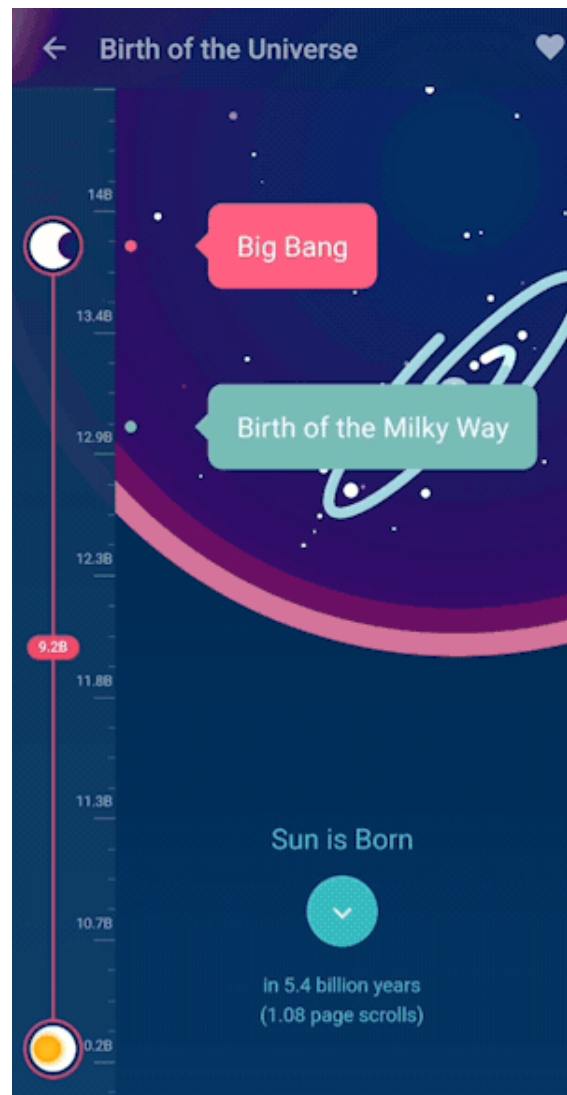 Birth of the Universe
14B
Big Bang
13.4B
Birth of the Milky Way
12.9B
12.3B
9.2B
11.8B
11.3B
Sun is Born
10.7B
in 5.4 billion years
(1.08 page scrolls)
0.2B